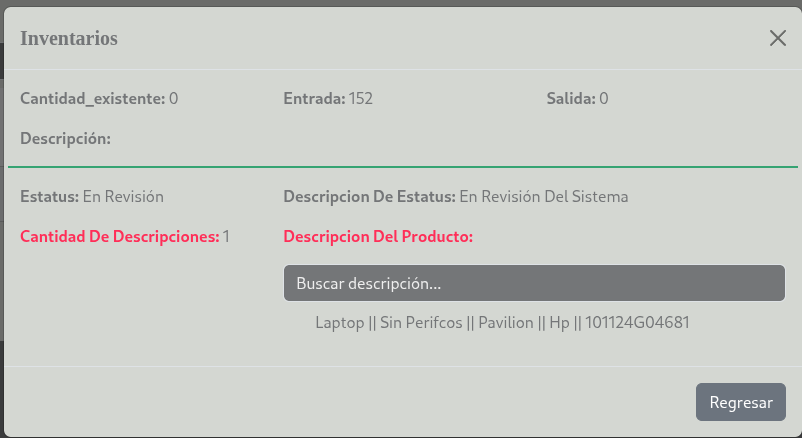 Inventarios
Cantidad_existente: 0 Entrada: 152 Salida: 0
Descripción:
Estatus: En Revisión Descripcion De Estatus: En Revisión Del Sistema
Cantidad De Descripciones: 1 Descripcion Del Producto:
Buscar descripción...
Laptop || Sin Perifcos || Pavilion || Hp || 101124G04681
Regresar